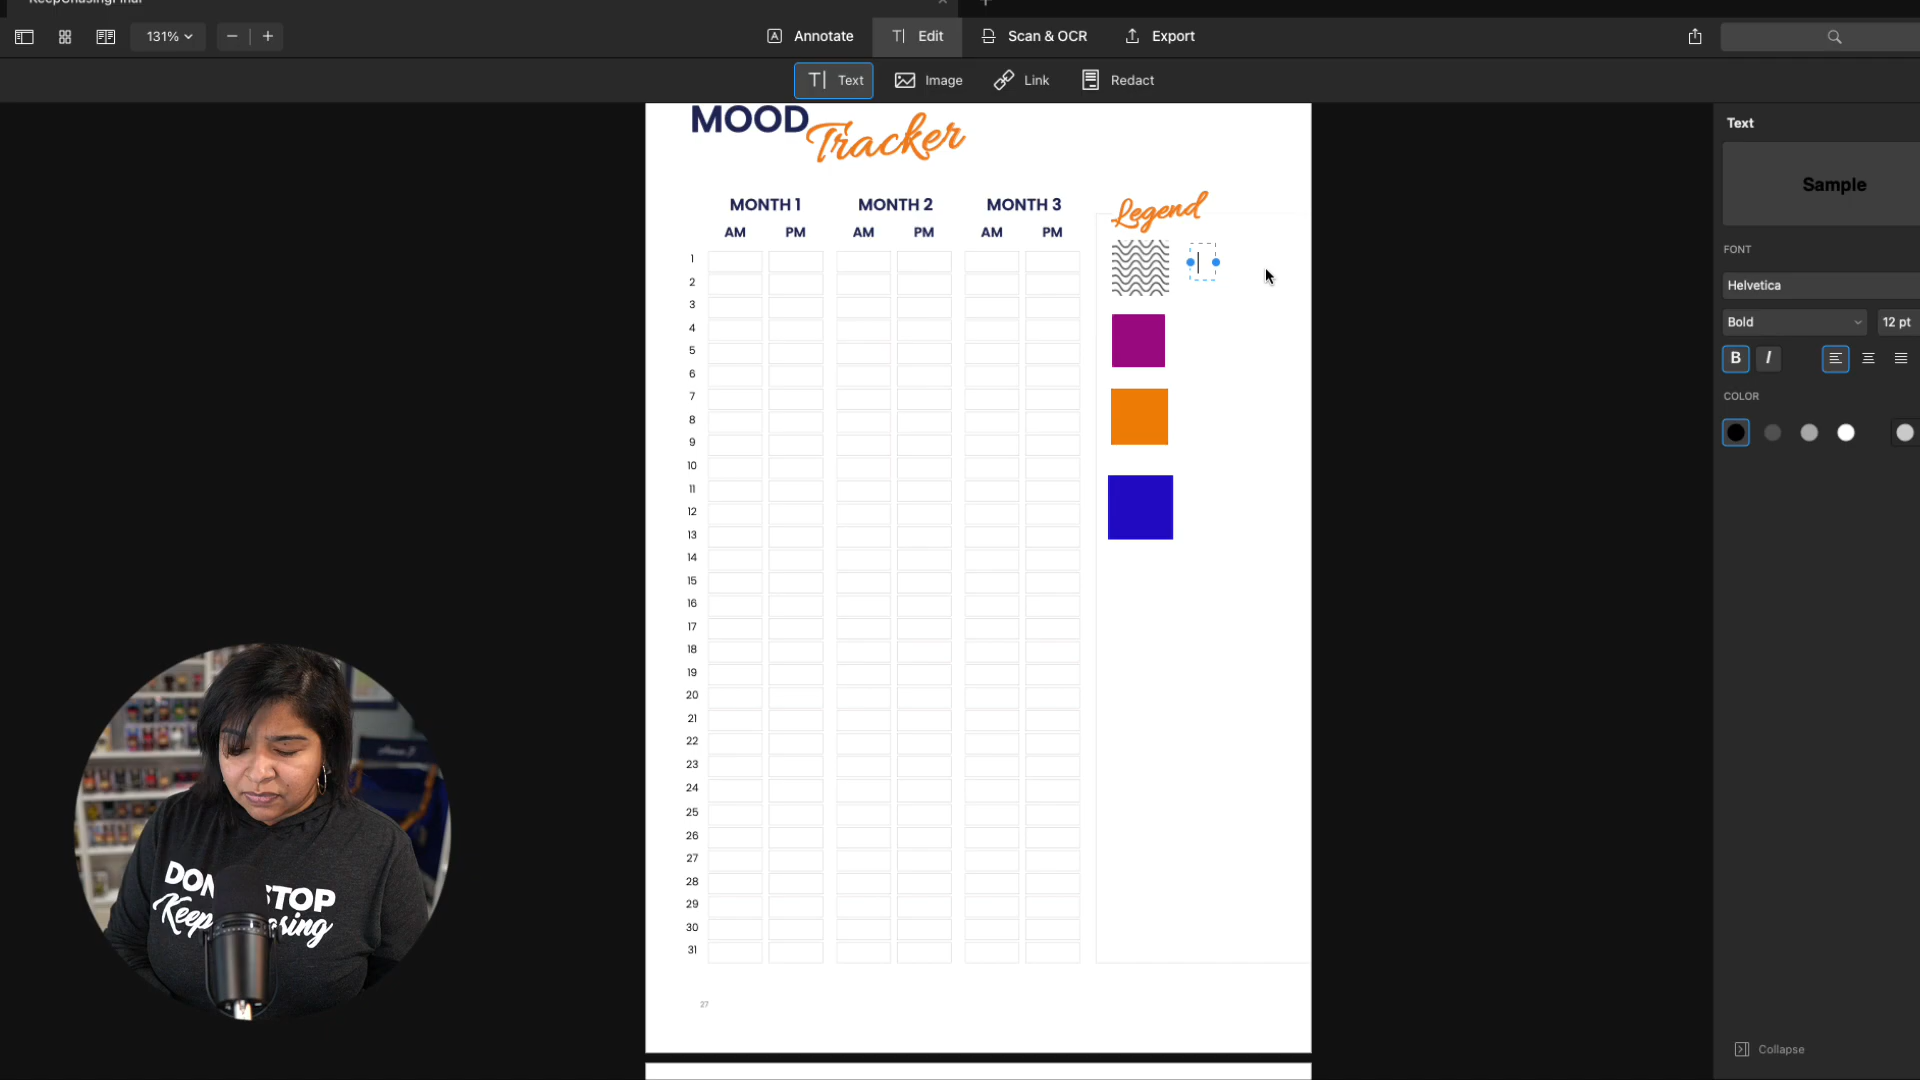 131%
Annotate
Edit
Scan & OCR
Export
Text
Image
Link
Redact
MOOD
Tracker
MONTH 1 MONTH 2 MONTH 3
AM PM AM PM AM PM
Legend
1
2
3
4
5
6
7
8
9
10
11
12
13
14
15
16
17
18
19
20
21
22
23
24
25
26
27
28
29
30
31
27
Text
Sample
FONT
Helvetica
Bold
12 pt
B I
COLOR
Collapse